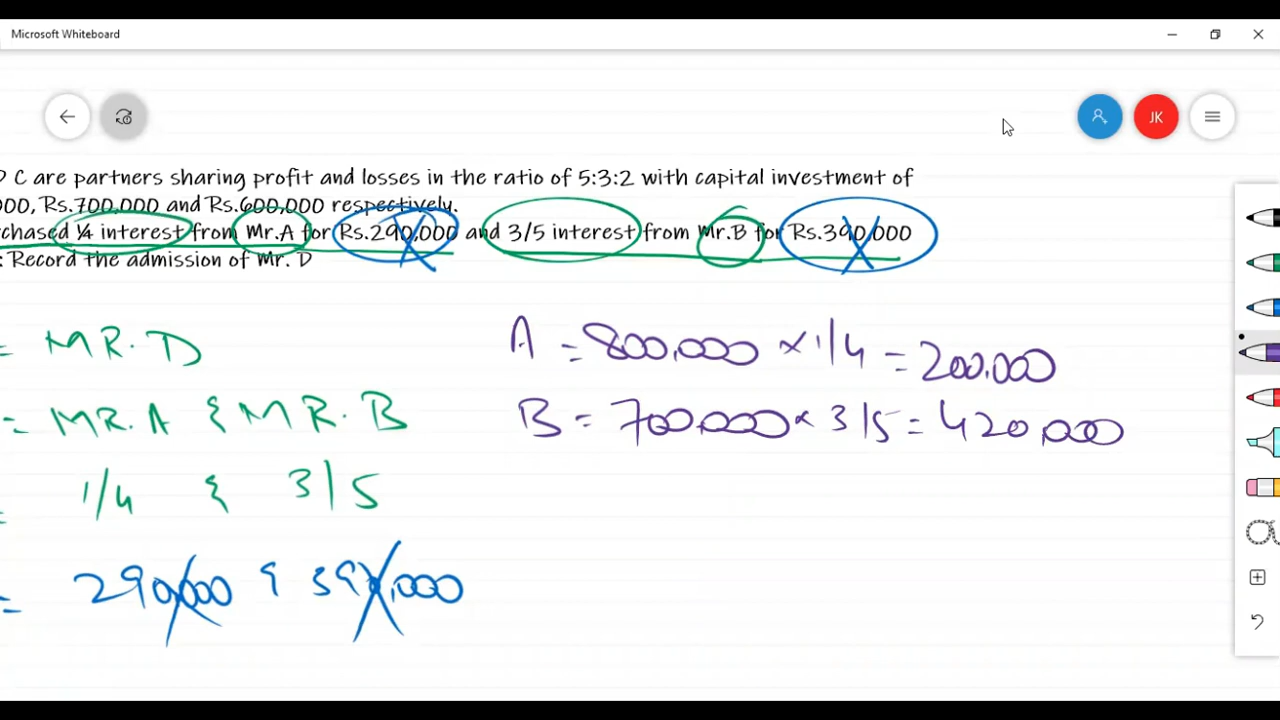 Microsoft Whiteboard
JK
C are partners sharing profit and losses in the ratio of 5:3:2 with capital investment of
000, Rs.700,000 and Rs.600,000 respectively.
chased ¼ interest from Mr.A for Rs.290,000 and 3/5 interest from Mr.B for Rs.390,000
: Record the admission of Mr. D
= MR. D
= MR. A & MR. B
1/4 & 3/5
= 290,000 & 390,000
A = 800,000 × 1/4 = 200,000
B = 700,000 × 3/5 = 420,000